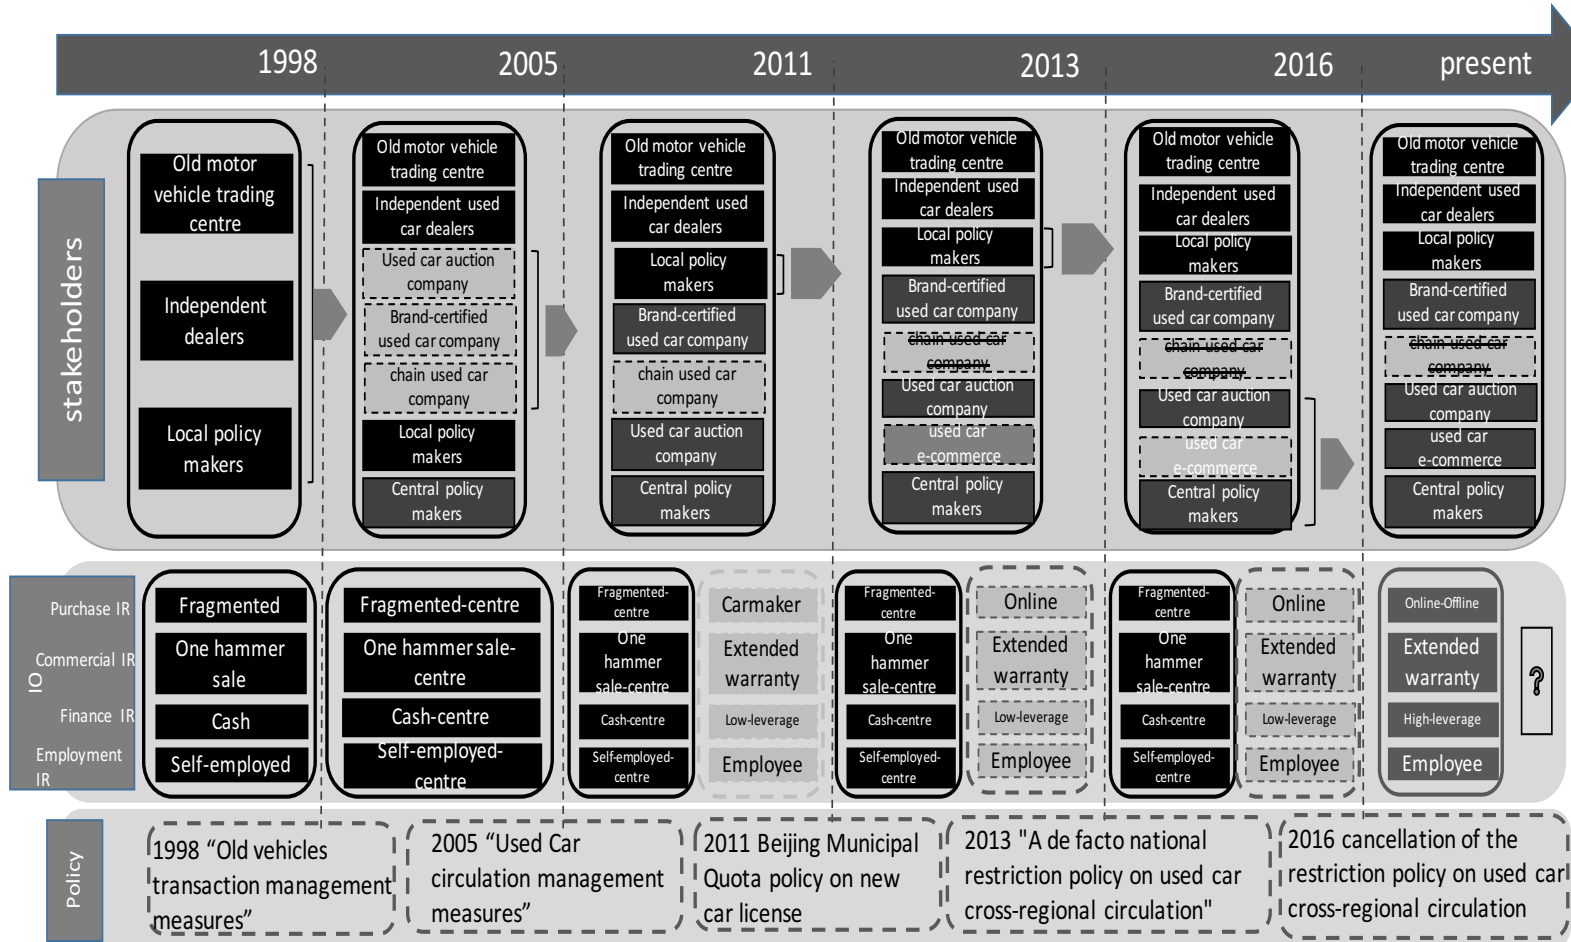 1998
2005
2011
2013
2016
present
stakeholders
Old motor
vehicle trading
centre
Independent
dealers
Local policy
makers
Old motor vehicle
trading centre
Independent used
car dealers
Used car auction
company
Brand-certified
used car company
chain used car
company
Local policy
makers
Central policy
makers
Old motor vehicle
trading centre
Independent used
car dealers
Local policy
makers
Brand-certified
used car company
chain used car
company
Used car auction
company
Central policy
makers
Old motor vehicle
trading centre
Independent used
car dealers
Local policy
makers
Brand-certified
used car company
chain used car
company
Used car auction
company
used car
e-commerce
Central policy
makers
Old motor vehicle
trading centre
Independent used
car dealers
Local policy
makers
Brand-certified
used car company
chain used car
company
Used car auction
company
used car
e-commerce
Central policy
makers
Old motor vehicle
trading centre
Independent used
car dealers
Local policy
makers
Brand-certified
used car company
chain used car
company
Used car auction
company
used car
e-commerce
Central policy
makers
IO
Purchase IR
Commercial IR
Finance IR
Employment
IR
Fragmented
One hammer
sale
Cash
Self-employed
Fragmented-centre
One hammer sale-
centre
Cash-centre
Self-employed-
centre
Fragmented-
centre
One
hammer
sale-centre
Cash-centre
Self-employed-
centre
Carmaker
Extended
warranty
Low-leverage
Employee
Fragmented-
centre
One
hammer
sale-centre
Cash-centre
Self-employed-
centre
Online
Extended
warranty
Low-leverage
Employee
Fragmented-
centre
One
hammer
sale-centre
Cash-centre
Self-employed-
centre
Online
Extended
warranty
Low-leverage
Employee
Online-Offline
Extended
warranty
High-leverage
Employee
?
Policy
1998 “Old vehicles
transaction management
measures”
2005 “Used Car
circulation management
measures”
2011 Beijing Municipal
Quota policy on new
car license
2013 "A de facto national
restriction policy on used car
cross-regional circulation"
2016 cancellation of the
restriction policy on used car
cross-regional circulation